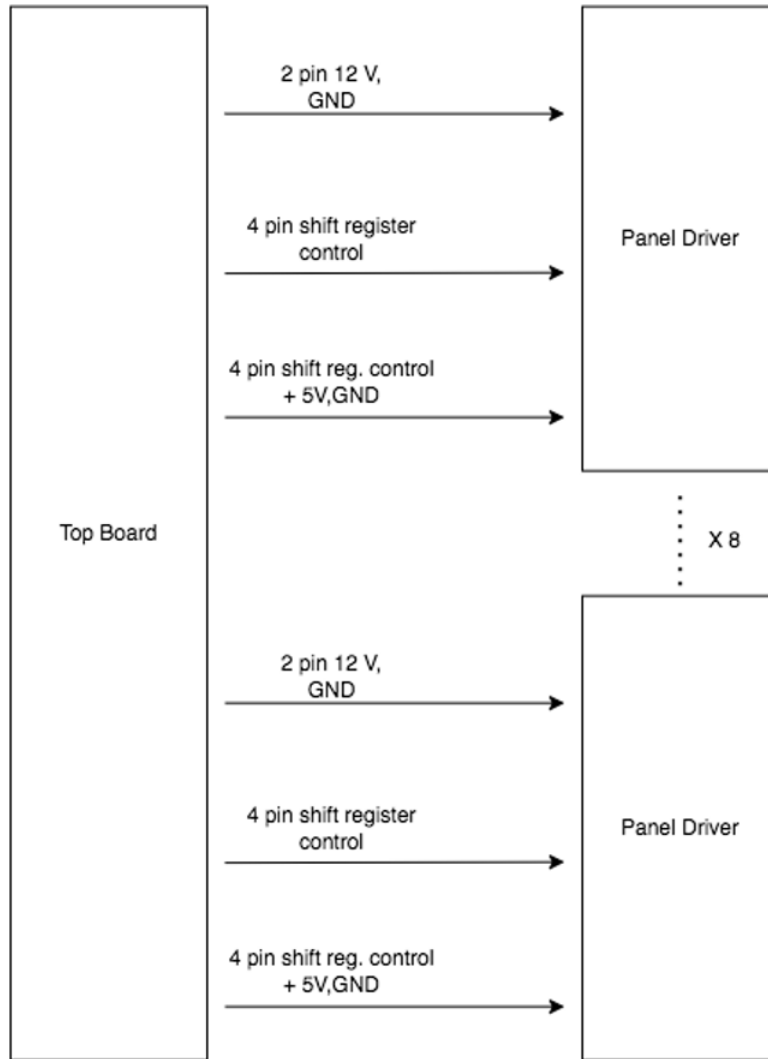 2 pin 12 V,
GND
4 pin shift register
control
Panel Driver
4 pin shift reg. control
+ 5V,GND
Top Board
X 8
2 pin 12 V,
GND
4 pin shift register
control
Panel Driver
4 pin shift reg. control
+ 5V,GND